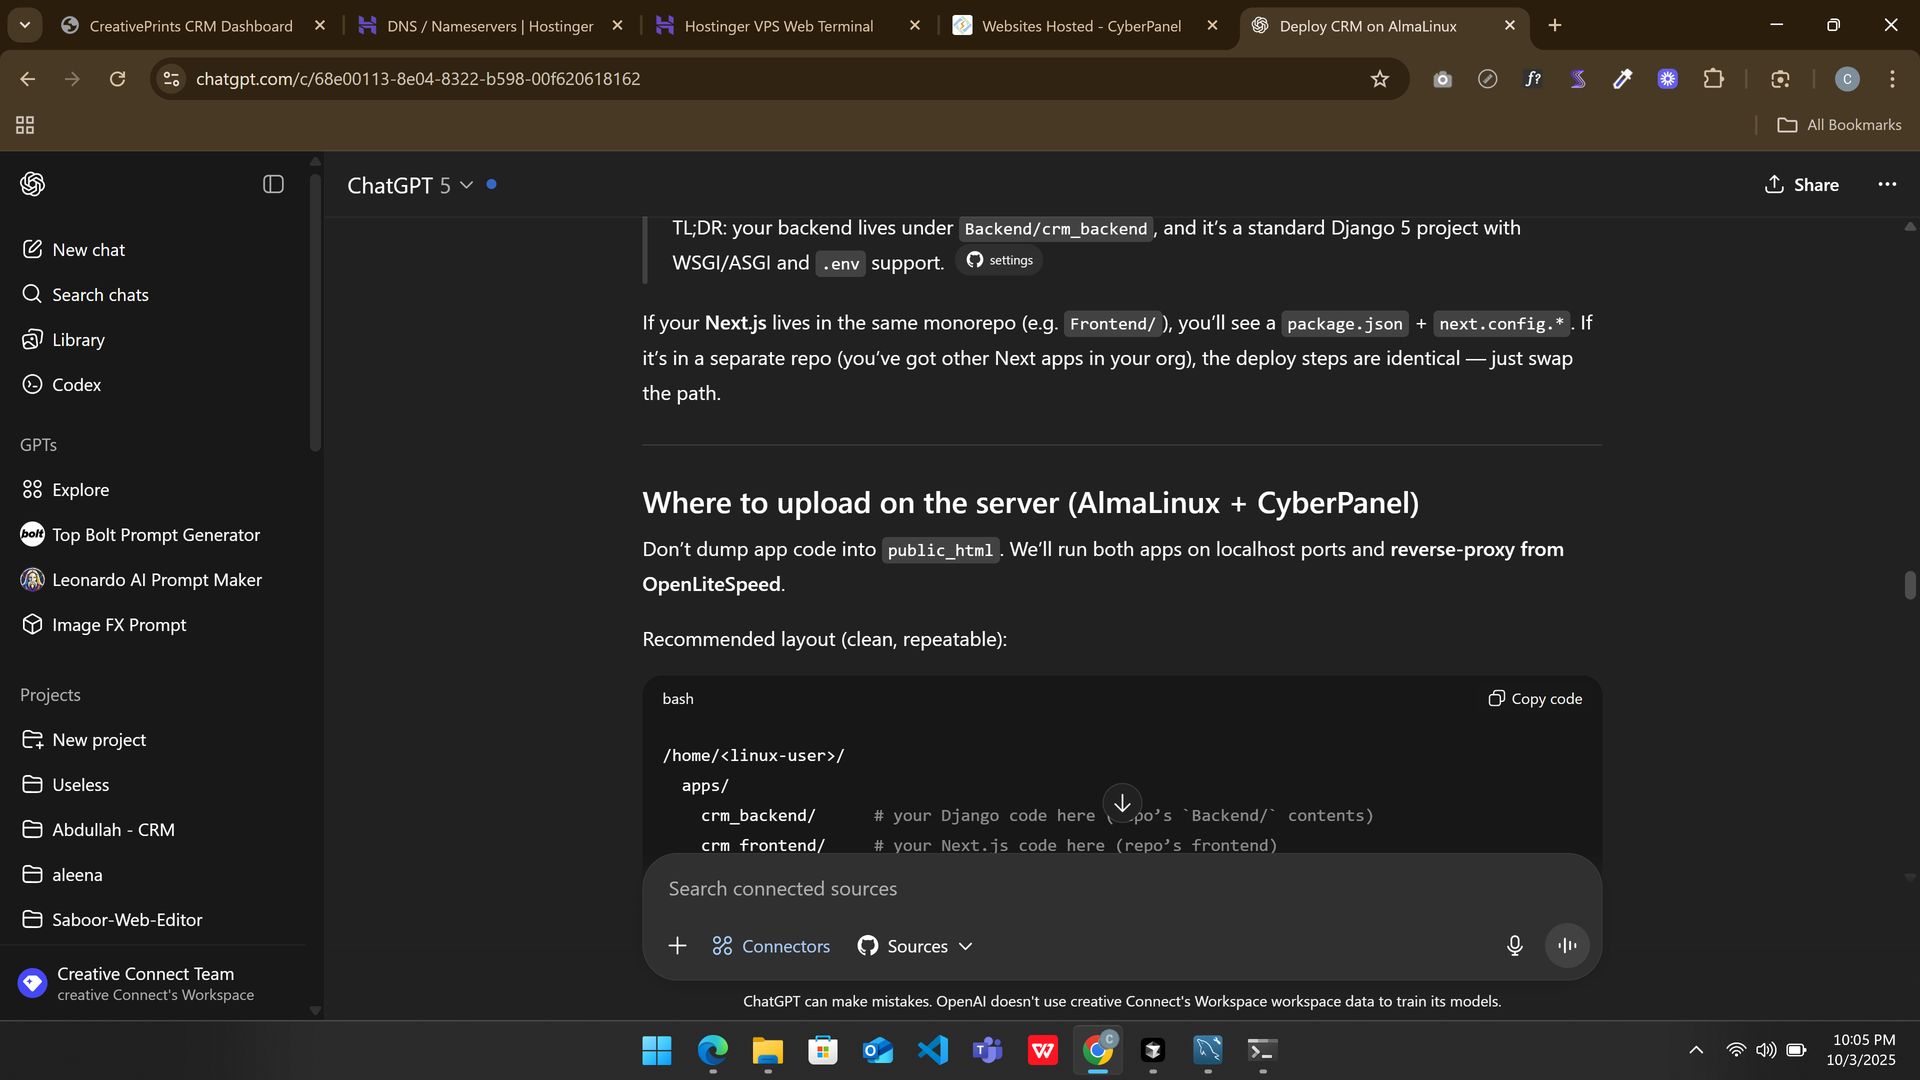 CreativePrints CRM Dashboard
DNS / Nameservers | Hostinger
Hostinger VPS Web Terminal
Websites Hosted - CyberPanel
Deploy CRM on AlmaLinux
chatgpt.com/c/68e00113-8e04-8322-b598-00f620618162
f?
C
All Bookmarks
ChatGPT 5
Share
New chat
Search chats
Library
Codex
GPTs
Explore
bolt
Top Bolt Prompt Generator
Leonardo AI Prompt Maker
Image FX Prompt
Projects
New project
Useless
Abdullah - CRM
aleena
Saboor-Web-Editor
Creative Connect Team
creative Connect's Workspace
TL;DR: your backend lives under Backend/crm_backend, and it’s a standard Django 5 project with
WSGI/ASGI and .env support. settings
If your Next.js lives in the same monorepo (e.g. Frontend/), you’ll see a package.json + next.config.*. If
it’s in a separate repo (you’ve got other Next apps in your org), the deploy steps are identical — just swap
the path.
Where to upload on the server (AlmaLinux + CyberPanel)
Don’t dump app code into public_html. We’ll run both apps on localhost ports and reverse-proxy from
OpenLiteSpeed.
Recommended layout (clean, repeatable):
bash
Copy code
/home/<linux-user>/
apps/
crm_backend/ # your Django code here (repo’s `Backend/` contents)
crm_frontend/ # your Next.js code here (repo’s frontend)
Search connected sources
Connectors
Sources
ChatGPT can make mistakes. OpenAI doesn't use creative Connect's Workspace workspace data to train its models.
C
10:05 PM
10/3/2025